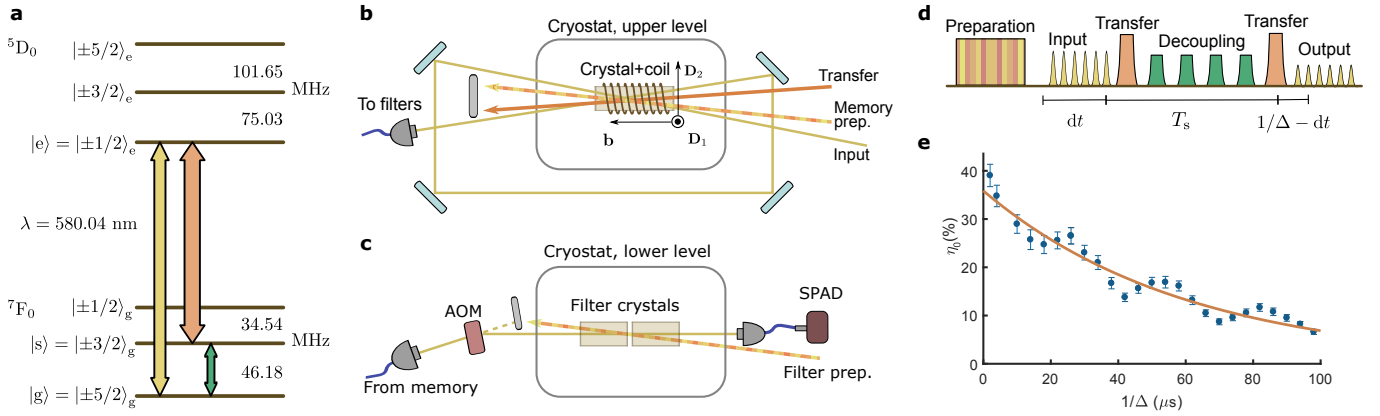 a
⁵D₀
|±5/2⟩ₑ
101.65
|±3/2⟩ₑ
MHz
75.03
|e⟩ = |±1/2⟩ₑ
λ = 580.04 nm
⁷F₀
|±1/2⟩g
34.54
|s⟩ = |±3/2⟩g
MHz
46.18
|g⟩ = |±5/2⟩g
b
Cryostat, upper level
Crystal+coil
D₂
Transfer
To filters
Memory
prep.
b
D₁
Input
c
Cryostat, lower level
AOM
Filter crystals
SPAD
From memory
Filter prep.
d
Preparation
Transfer
Transfer
Input
Decoupling
Output
dt
Tₛ
1/Δ − dt
e
η₀(%)
40
30
20
10
0
0
20
40
60
80
100
1/Δ (μs)